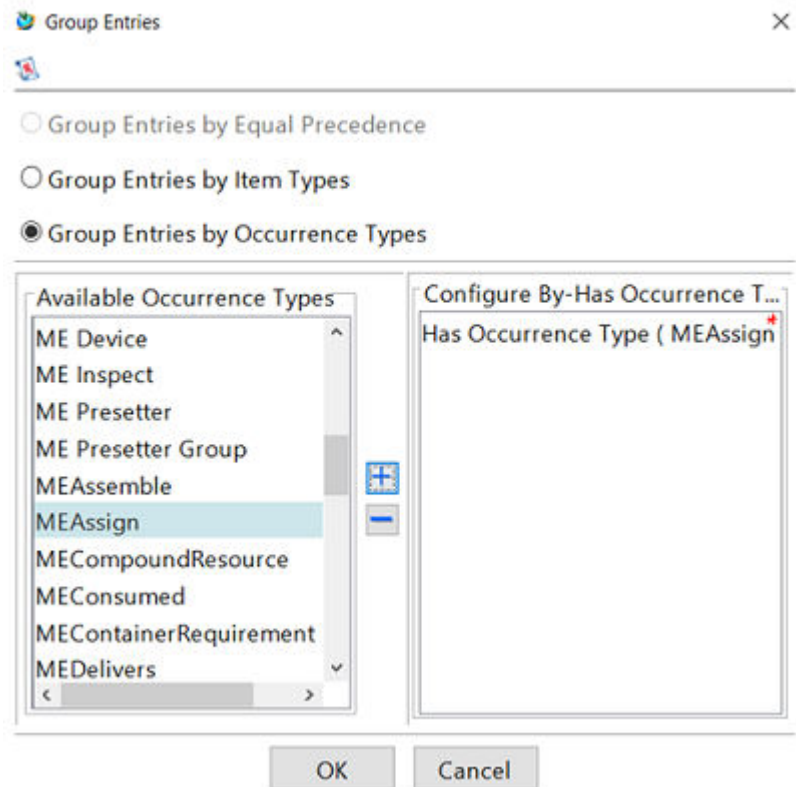 Group Entries
Group Entries by Equal Precedence
Group Entries by Item Types
Group Entries by Occurrence Types
Available Occurrence Types
ME Device
ME Inspect
ME Presetter
ME Presetter Group
MEAssemble
MEAssign
MECompoundResource
MEConsumed
MEContainerRequirement
MEDelivers
Configure By-Has Occurrence T...
Has Occurrence Type ( MEAssign
OK
Cancel